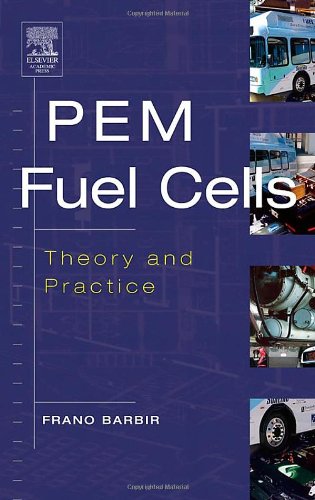 ELSEVIER
ACADEMIC
PRESS
PEM
Fuel Cells
Theory and
Practice
FRANO BARBIR